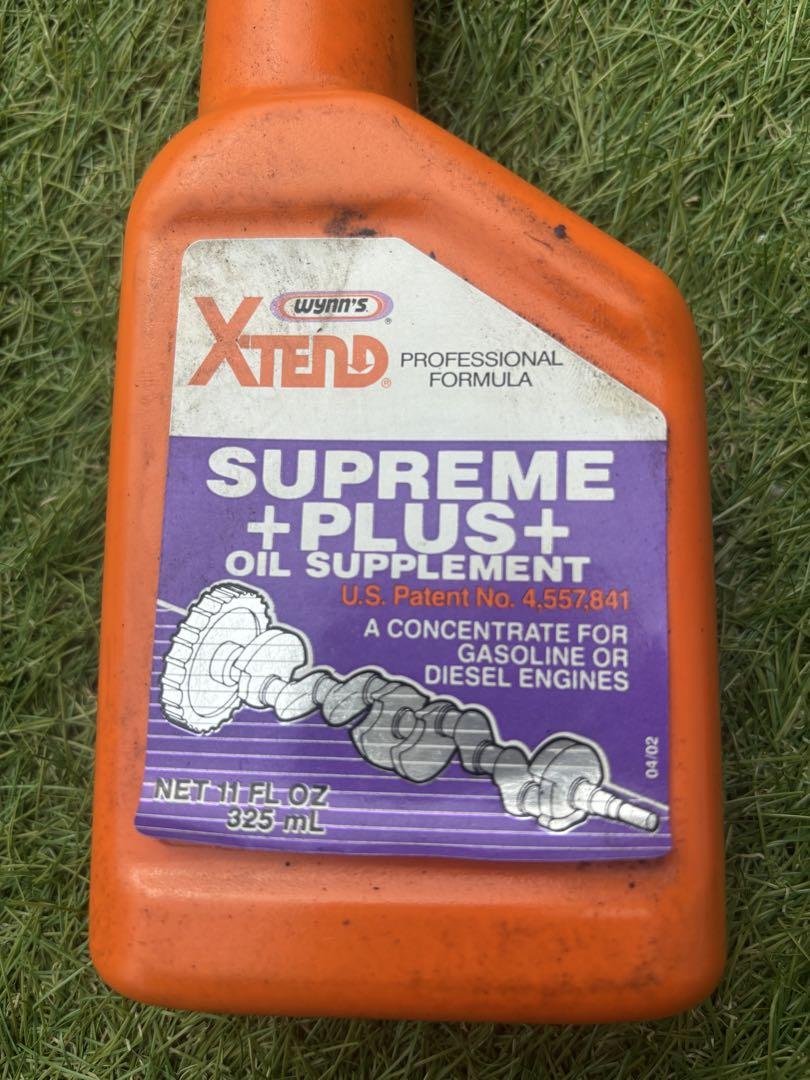 WYNN'S®
XTEND®
PROFESSIONAL
FORMULA
SUPREME
+PLUS+
OIL SUPPLEMENT
U.S. Patent No. 4,557,841
A CONCENTRATE FOR
GASOLINE OR
DIESEL ENGINES
04/02
NET 11 FL OZ
325 mL